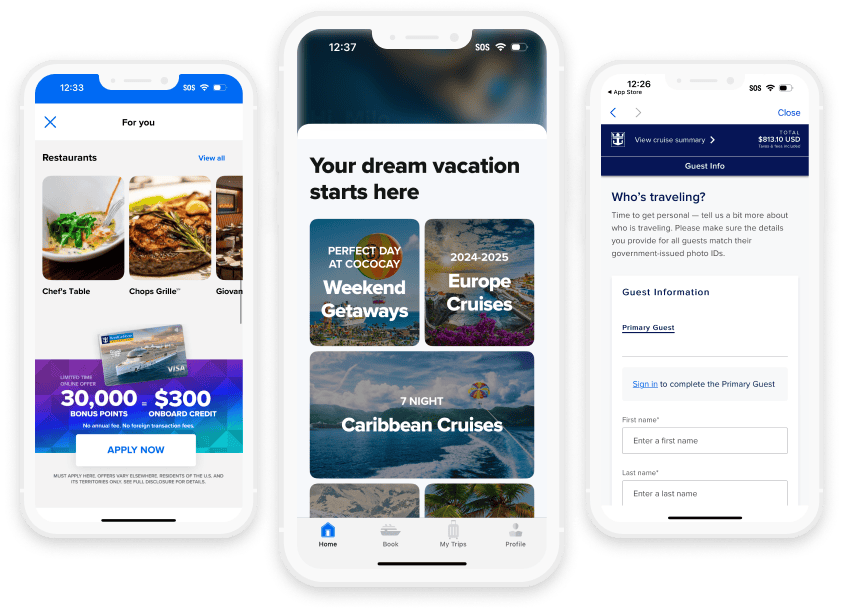 12:33
SOS
For you
Restaurants
View all
Chef's Table
Chops Grille℠
Giovan
VISA
LIMITED TIME
ONLINE OFFER
30,000 = $300
BONUS POINTS
ONBOARD CREDIT
No annual fee. No foreign transaction fees.
APPLY NOW
MUST APPLY HERE. OFFERS VARY ELSEWHERE. RESIDENTS OF THE U.S. AND
ITS TERRITORIES ONLY. SEE FULL DISCLOSURE FOR DETAILS.
12:37
SOS
Your dream vacation
starts here
PERFECT DAY
AT COCOCAY
Weekend
Getaways
2024-2025
Europe
Cruises
7 NIGHT
Caribbean Cruises
Home
Book
My Trips
Profile
12:26
SOS
◀ App Store
Close
View cruise summary
TOTAL
$813.10 USD
Taxes & fees included
Guest Info
Who's traveling?
Time to get personal — tell us a bit more about
who is traveling. Please make sure the details
you provide for all guests match their
government-issued photo IDs.
Guest Information
Primary Guest
Sign in to complete the Primary Guest
First name*
Enter a first name
Last name*
Enter a last name